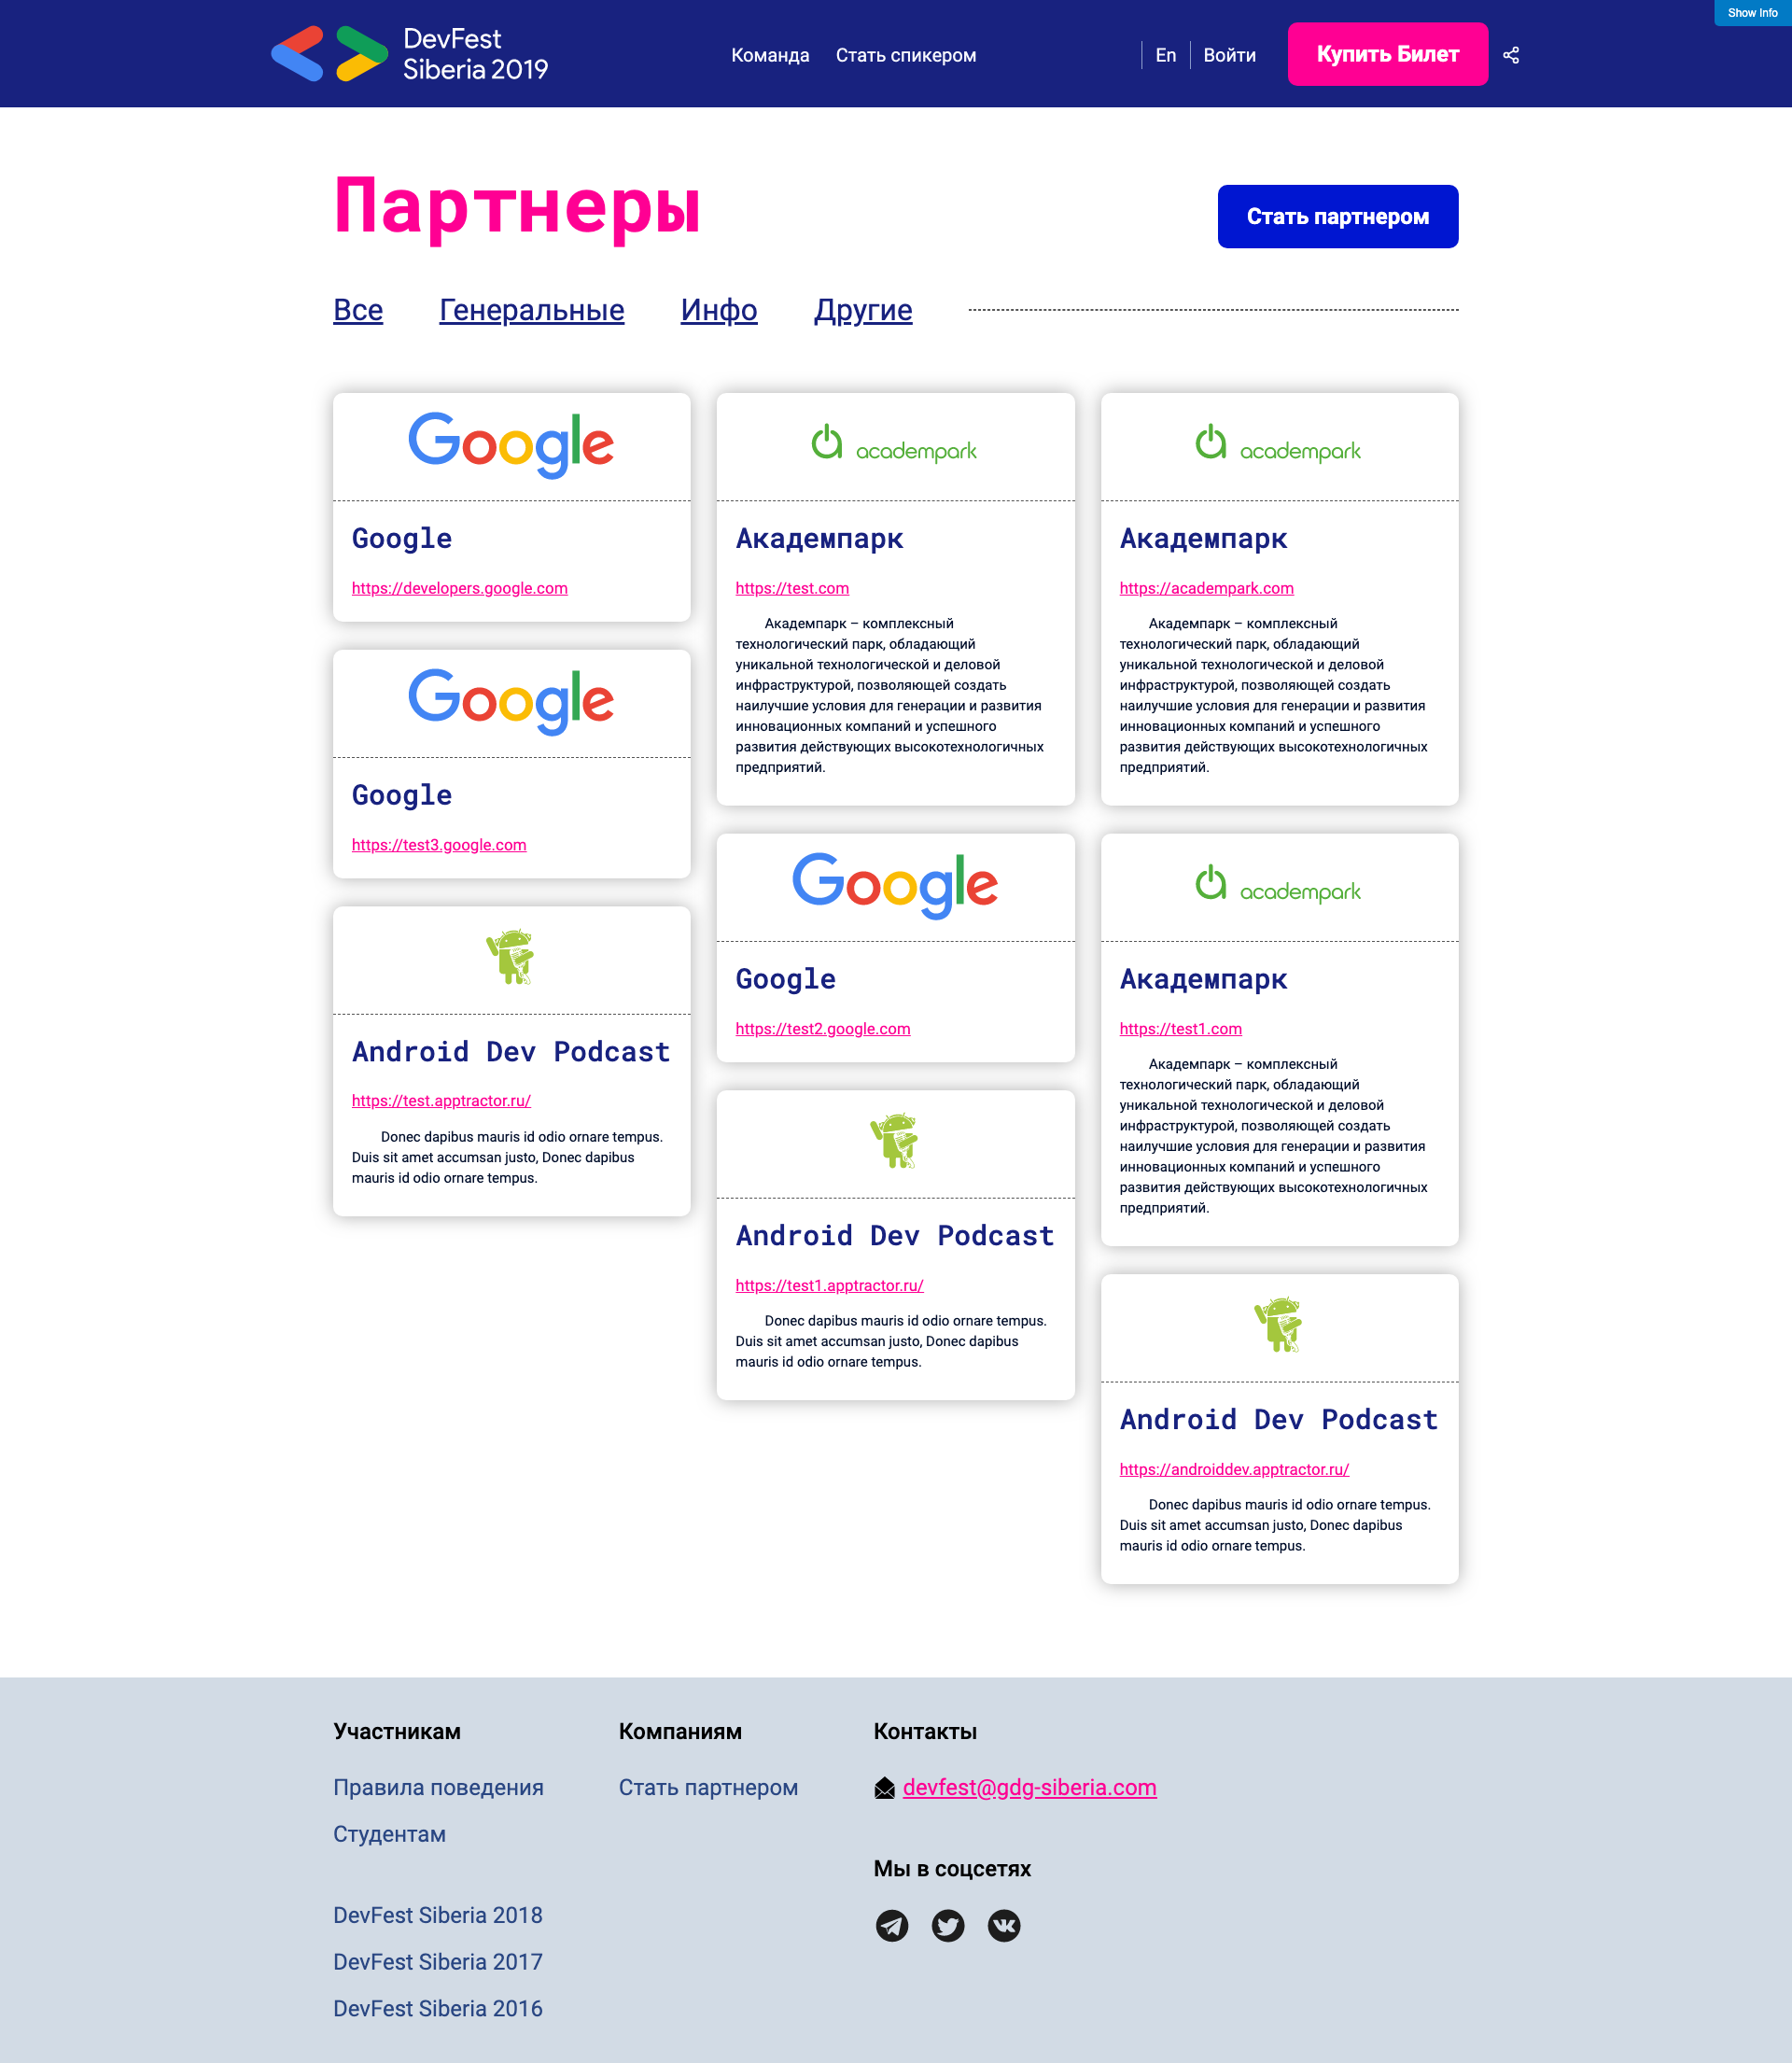 Show Info
DevFest
Siberia 2019
Команда
Стать спикером
En
Войти
Купить Билет
Партнеры
Стать партнером
Все
Генеральные
Инфо
Другие
Google
Google
https://developers.google.com
Google
Google
https://test3.google.com
Android Dev Podcast
https://test.apptractor.ru/
Donec dapibus mauris id odio ornare tempus.
Duis sit amet accumsan justo, Donec dapibus
mauris id odio ornare tempus.
academpark
Академпарк
https://test.com
Академпарк – комплексный
технологический парк, обладающий
уникальной технологической и деловой
инфраструктурой, позволяющей создать
наилучшие условия для генерации и развития
инновационных компаний и успешного
развития действующих высокотехнологичных
предприятий.
Google
Google
https://test2.google.com
Android Dev Podcast
https://test1.apptractor.ru/
Donec dapibus mauris id odio ornare tempus.
Duis sit amet accumsan justo, Donec dapibus
mauris id odio ornare tempus.
academpark
Академпарк
https://academpark.com
Академпарк – комплексный
технологический парк, обладающий
уникальной технологической и деловой
инфраструктурой, позволяющей создать
наилучшие условия для генерации и развития
инновационных компаний и успешного
развития действующих высокотехнологичных
предприятий.
academpark
Академпарк
https://test1.com
Академпарк – комплексный
технологический парк, обладающий
уникальной технологической и деловой
инфраструктурой, позволяющей создать
наилучшие условия для генерации и развития
инновационных компаний и успешного
развития действующих высокотехнологичных
предприятий.
Android Dev Podcast
https://androiddev.apptractor.ru/
Donec dapibus mauris id odio ornare tempus.
Duis sit amet accumsan justo, Donec dapibus
mauris id odio ornare tempus.
Участникам
Правила поведения
Студентам
DevFest Siberia 2018
DevFest Siberia 2017
DevFest Siberia 2016
Компаниям
Стать партнером
Контакты
devfest@gdg-siberia.com
Мы в соцсетях